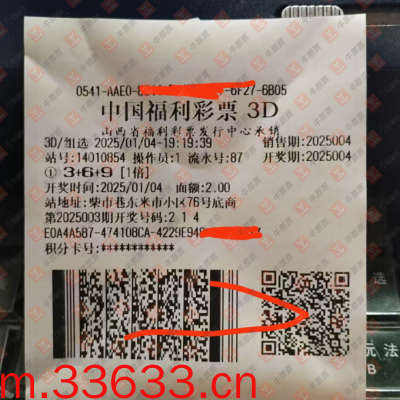 0541-AAE0- -6F27-6B05
中国福利彩票 3D
山西省福利彩票发行中心承销
3D/组选 2025/01/04-19:19:39 销售期:2025004
站号:14010854 操作员:1 流水号:87 开奖期:2025004
① 3+6+9 [1倍]
开奖时间:2025/01/04 面额:2.00
站地址:柴市巷东米市小区76号底商
第2025003期开奖号码:2 1 4
E0A4A587-474108CA-4229E948
积分卡号:************
选
玩法
B
m.33633.cn